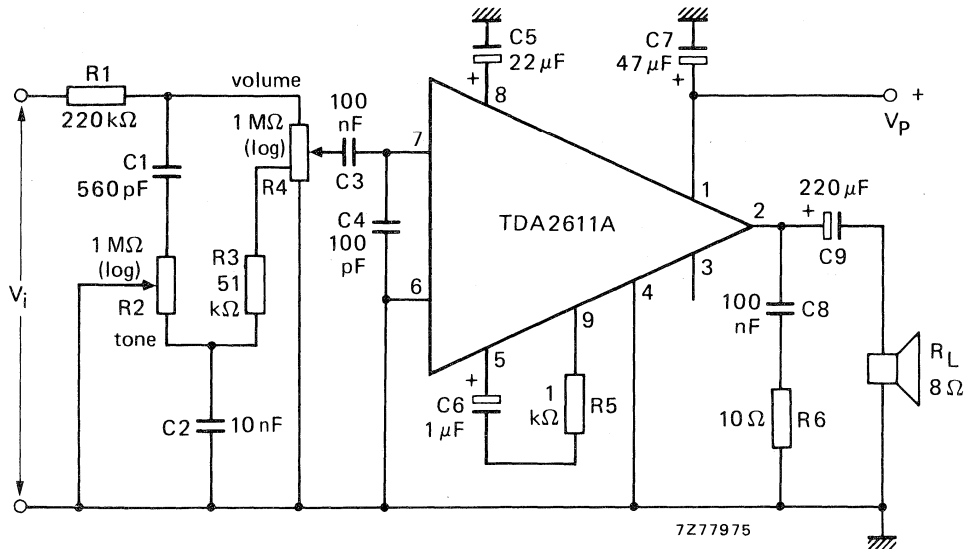 R1
220 kΩ
C1
560 pF
1 MΩ
(log)
R2
tone
Vi
C2
10 nF
R3
51
kΩ
volume
1 MΩ
(log)
R4
100
nF
C3
C4
100
pF
7
6
C5
22 µF
+
8
TDA2611A
C7
47 µF
+
1
+
VP
2
3
4
9
5
+
C6
1 µF
1
kΩ
R5
220 µF
+
C9
100
nF
C8
10 Ω
R6
RL
8 Ω
7Z77975